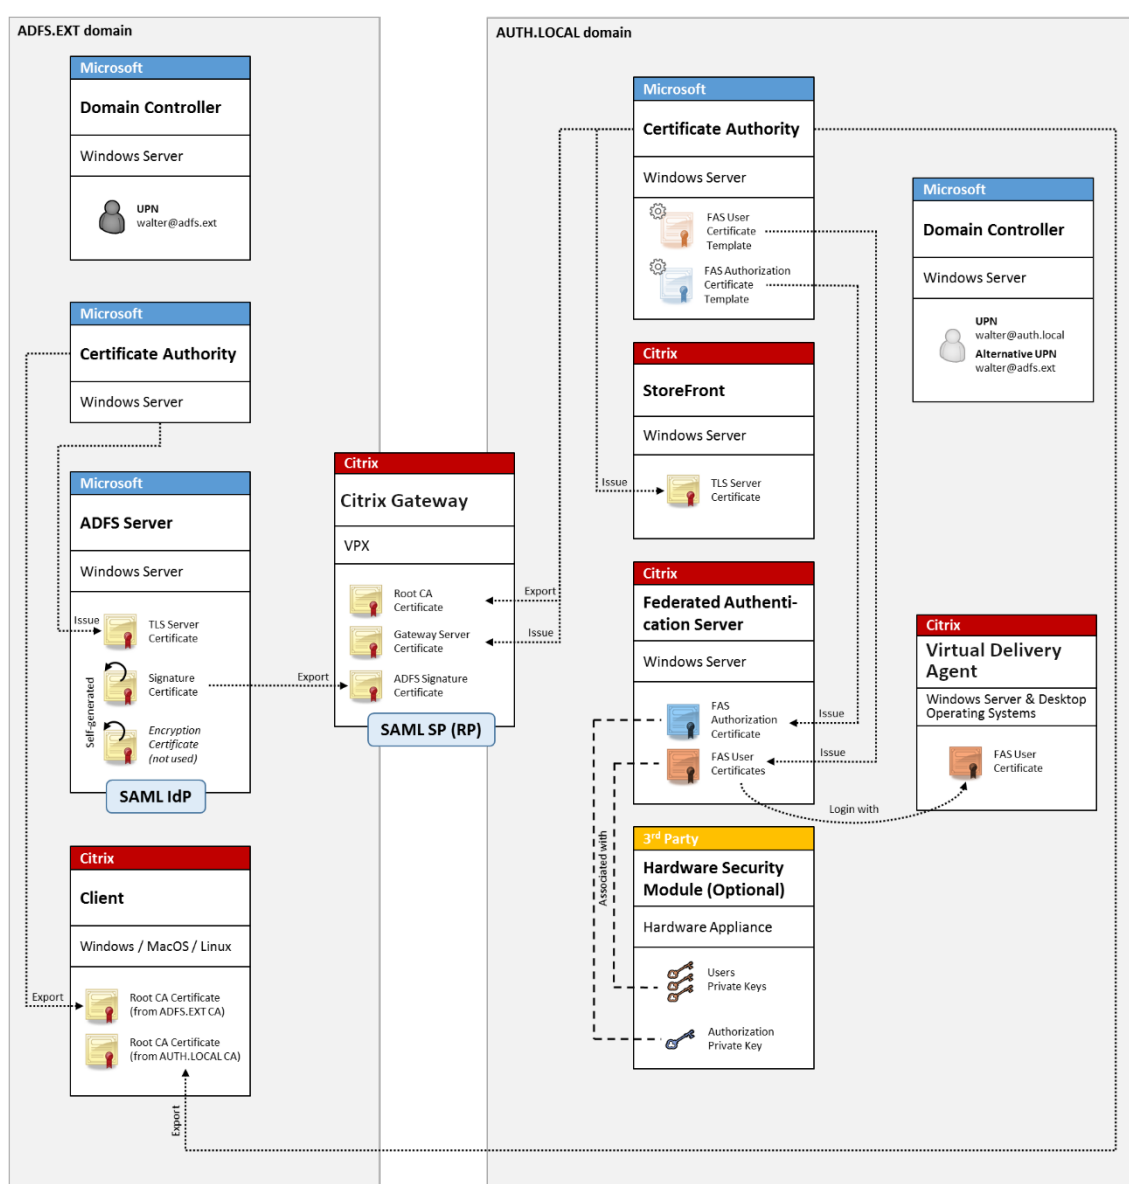 ADFS.EXT domain
Microsoft
Domain Controller
Windows Server
UPN
walter@adfs.ext
Microsoft
Certificate Authority
Windows Server
Microsoft
ADFS Server
Windows Server
Issue
TLS Server
Certificate
Self-generated
Signature
Certificate
Encryption
Certificate
(not used)
SAML IdP
Export
Citrix
Client
Windows / MacOS / Linux
Export
Root CA Certificate
(from ADFS.EXT CA)
Root CA Certificate
(from AUTH.LOCAL CA)
Export
Citrix
Citrix Gateway
VPX
Root CA
Certificate
Export
Gateway Server
Certificate
Issue
ADFS Signature
Certificate
SAML SP (RP)
AUTH.LOCAL domain
Microsoft
Certificate Authority
Windows Server
FAS User
Certificate
Template
FAS Authorization
Certificate
Template
Citrix
StoreFront
Windows Server
Issue
TLS Server
Certificate
Citrix
Federated Authenti-
cation Server
Windows Server
FAS
Authorization
Certificate
Issue
FAS User
Certificates
Issue
Login with
Associated with
3rd Party
Hardware Security
Module (Optional)
Hardware Appliance
Users
Private Keys
Authorization
Private Key
Microsoft
Domain Controller
Windows Server
UPN
walter@auth.local
Alternative UPN
walter@adfs.ext
Citrix
Virtual Delivery
Agent
Windows Server & Desktop
Operating Systems
FAS User
Certificate